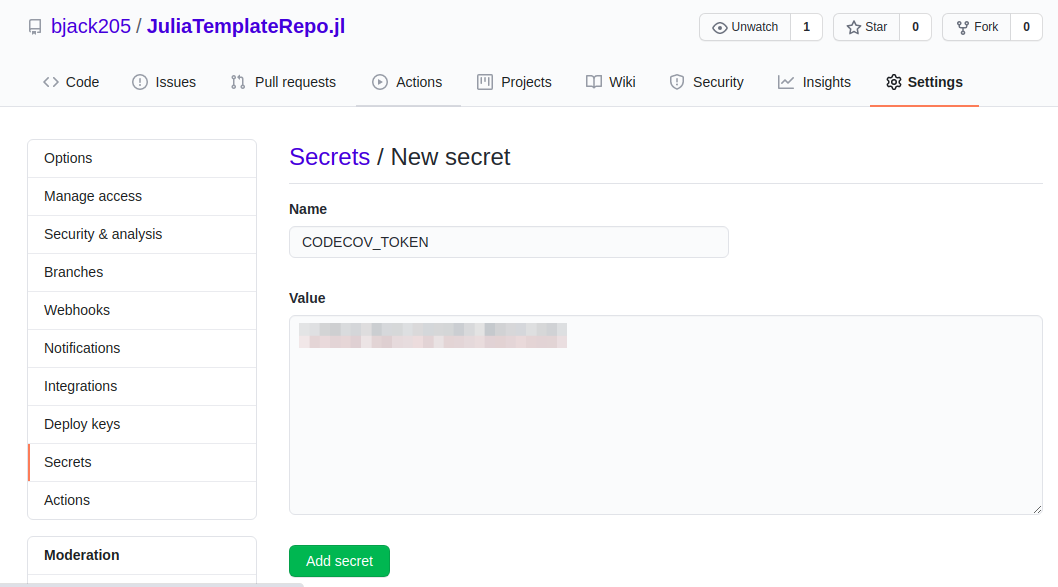 bjack205 / JuliaTemplateRepo.jl
Unwatch 1 Star 0 Fork 0
Code Issues Pull requests Actions Projects Wiki Security Insights Settings
Options
Manage access
Security & analysis
Branches
Webhooks
Notifications
Integrations
Deploy keys
Secrets
Actions
Moderation
Secrets / New secret
Name
CODECOV_TOKEN
Value
Add secret